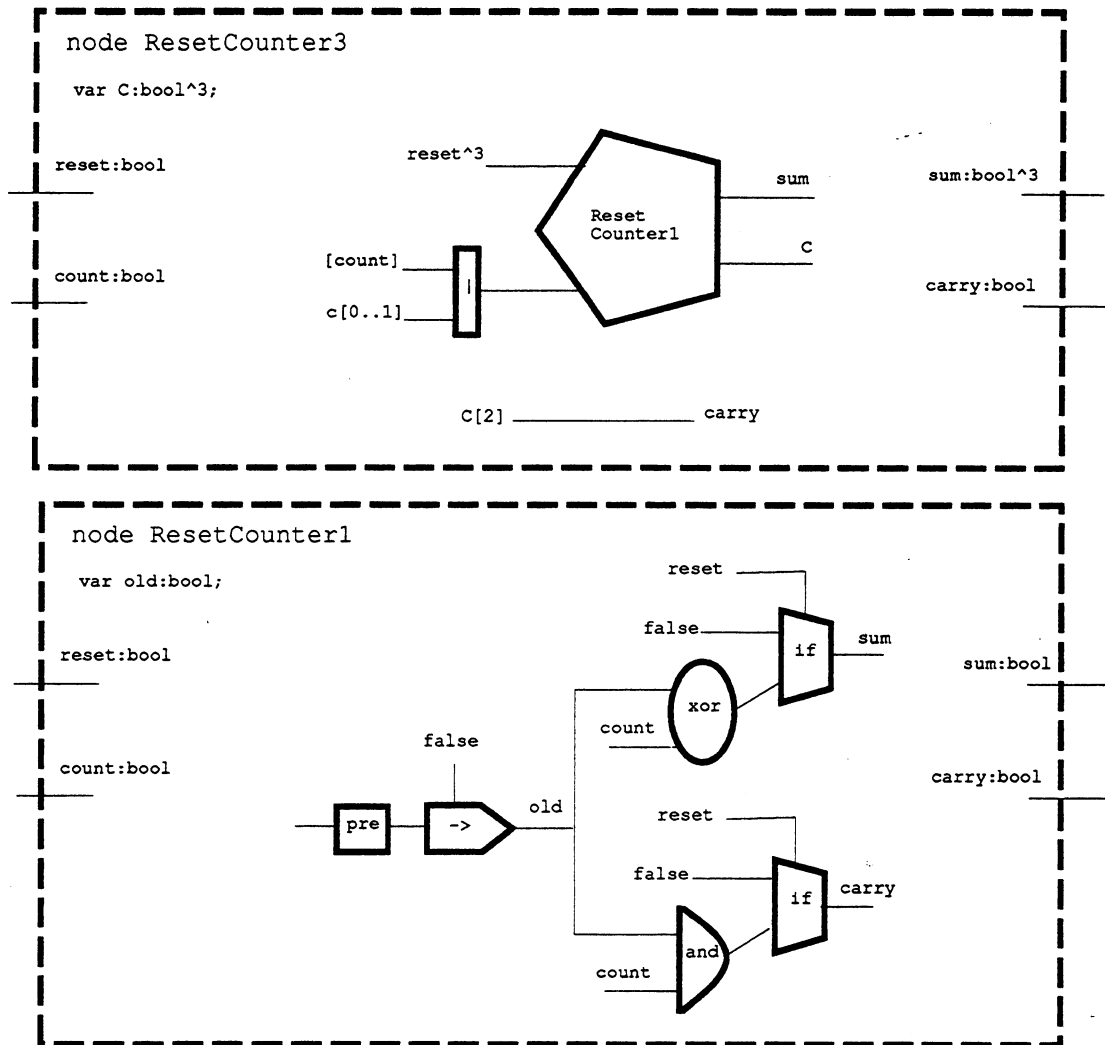 node ResetCounter3
var C:bool^3;
reset:bool
reset^3
sum
sum:bool^3
Reset
Counter1
C
count:bool
[count]
|
c[0..1]
carry:bool
C[2]
carry
node ResetCounter1
var old:bool;
reset
false
if
sum
reset:bool
sum:bool
xor
count
false
count:bool
carry:bool
pre
->
old
reset
false
if
carry
and
count